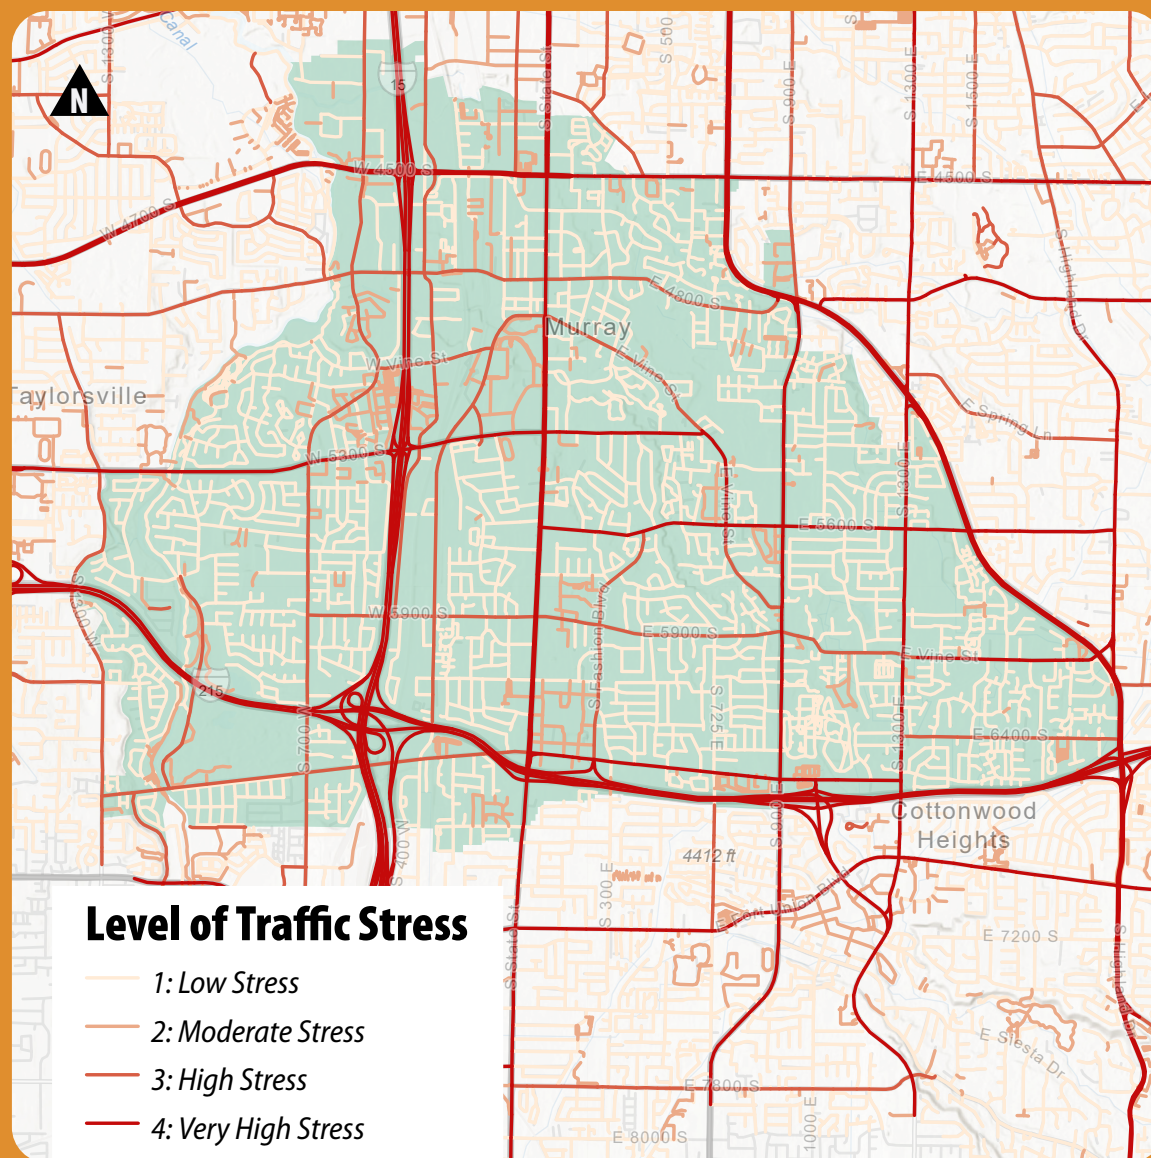 Canal
S 1300 W
N
15
S State St
S 500
S 900 E
S
S 1300 E
S 1500 E
W 4500 S
E 4500 S
W 4700 S
S Highland Dr
E 4800 S
Murray
W Vine St
E Vine St
Taylorsville
E Spring Ln
W 5300 S
S 1300 E
E Vine St
E 5600 S
S 1300 W
W 5900 S
S Fashion Blvd
E 5900 S
E Vine St
215
S 725 E
S 700 W
S 1300 E
E 6400 S
S 900 E
Cottonwood
Heights
S 400 W
4412 ft
S 300 E
E Fort Union Blvd
S State St
E 7200 S
S Highland Dr
E Siesta Dr
E 7800 S
1000 E
E 8000 S
Level of Traffic Stress
1: Low Stress
2: Moderate Stress
3: High Stress
4: Very High Stress